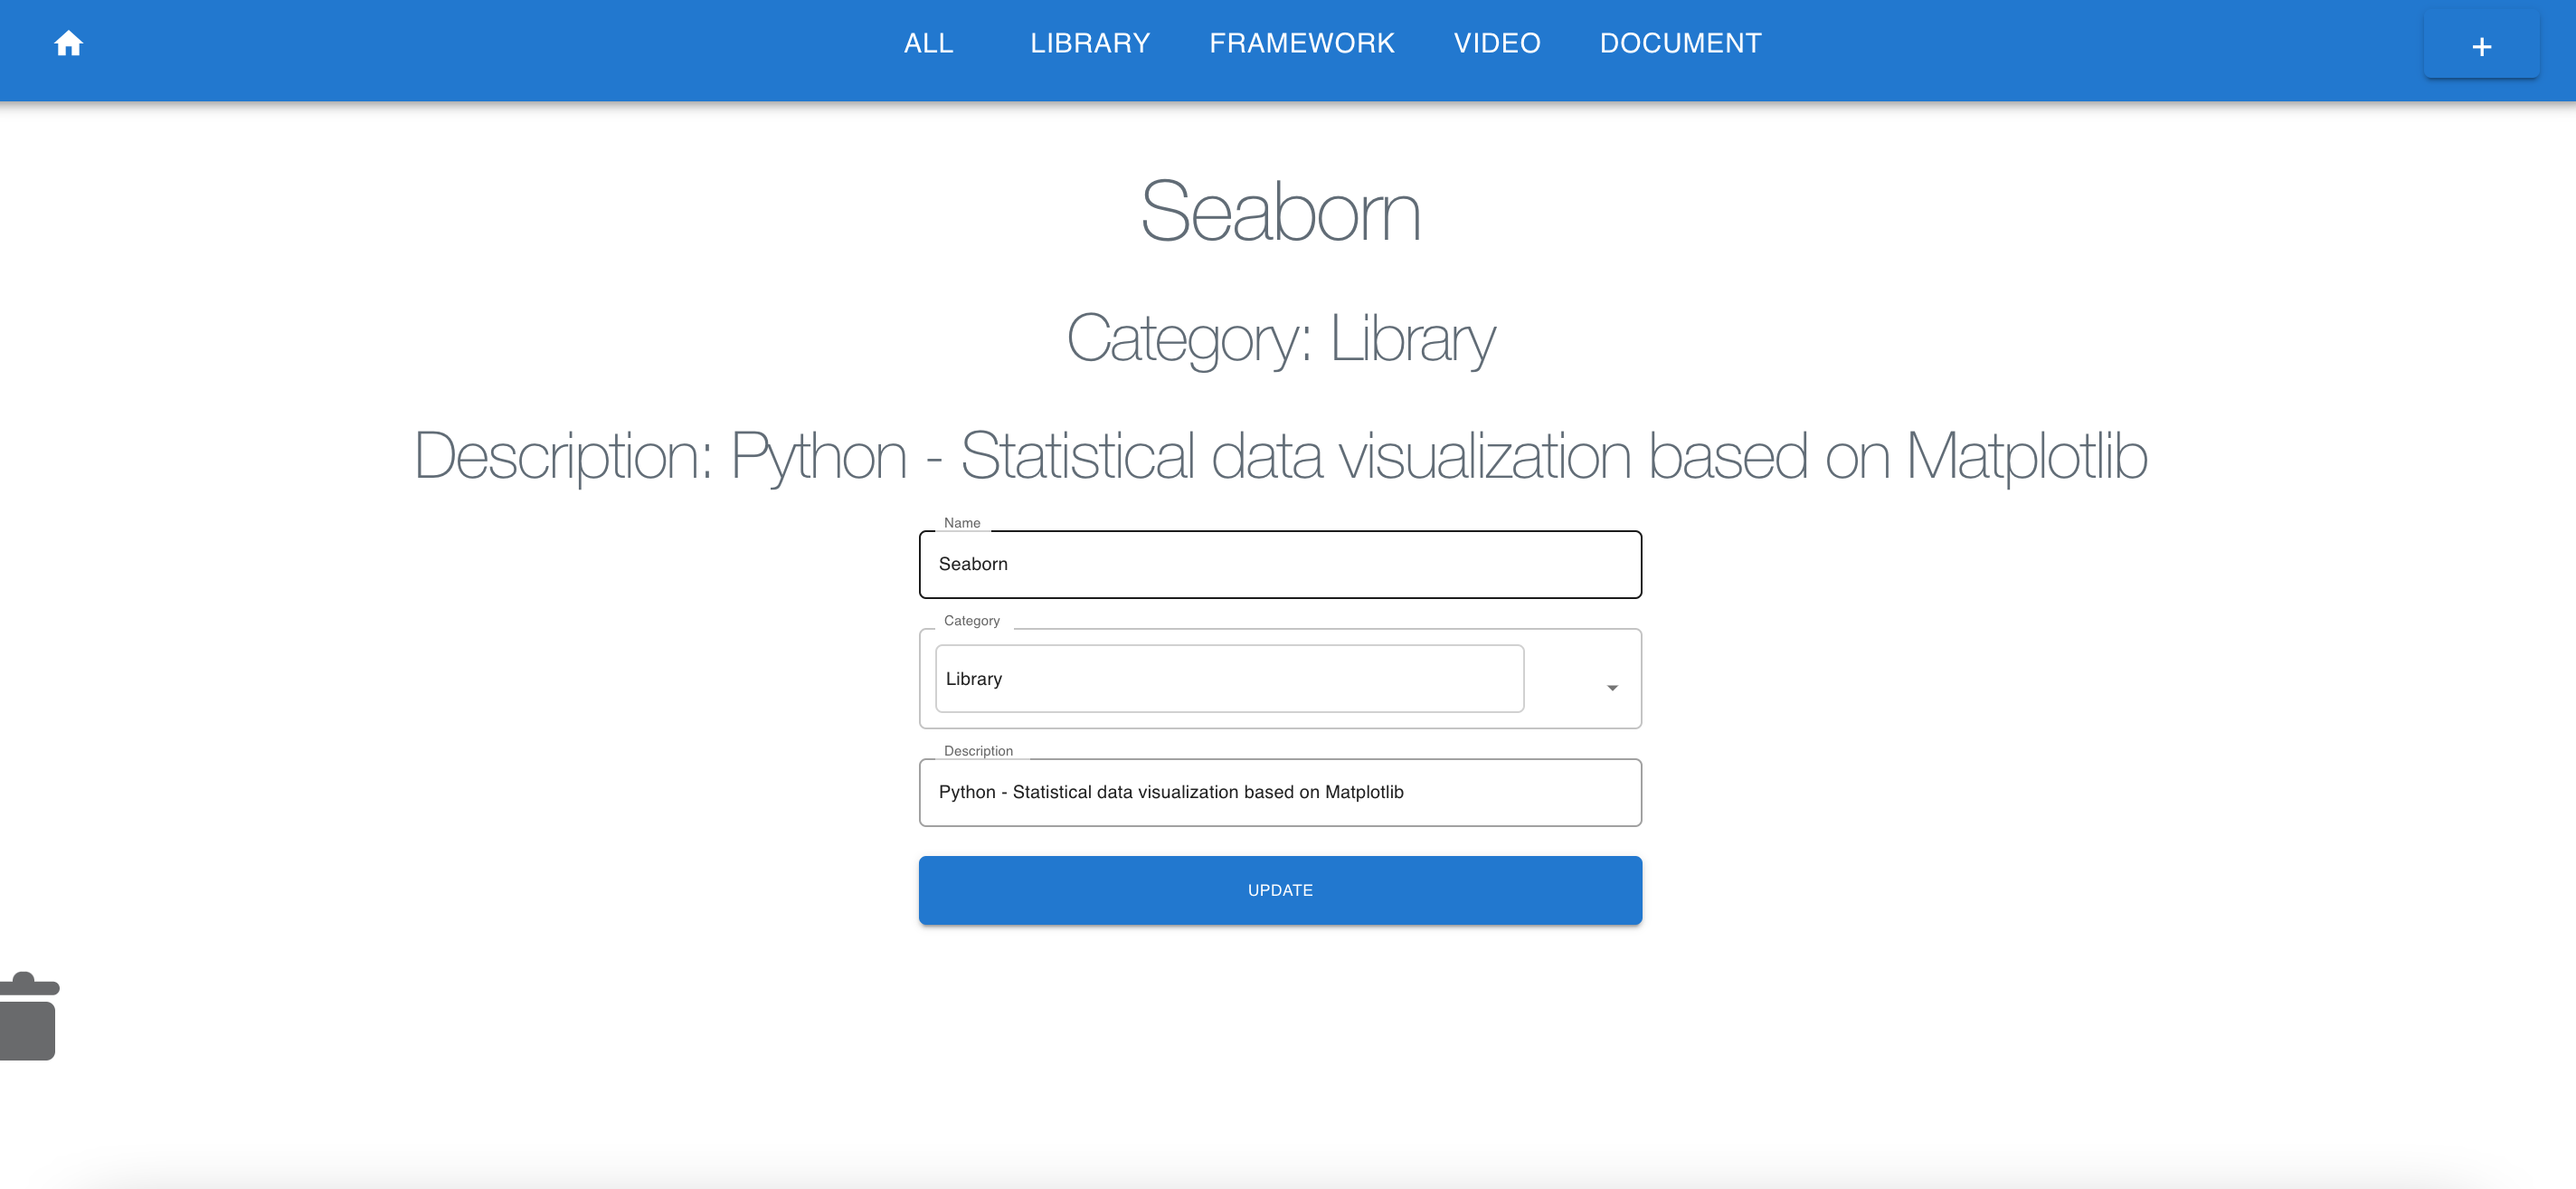 ALL LIBRARY FRAMEWORK VIDEO DOCUMENT +
Seaborn
Category: Library
Description: Python - Statistical data visualization based on Matplotlib
Name
Seaborn
Category
Library
Description
Python - Statistical data visualization based on Matplotlib
UPDATE